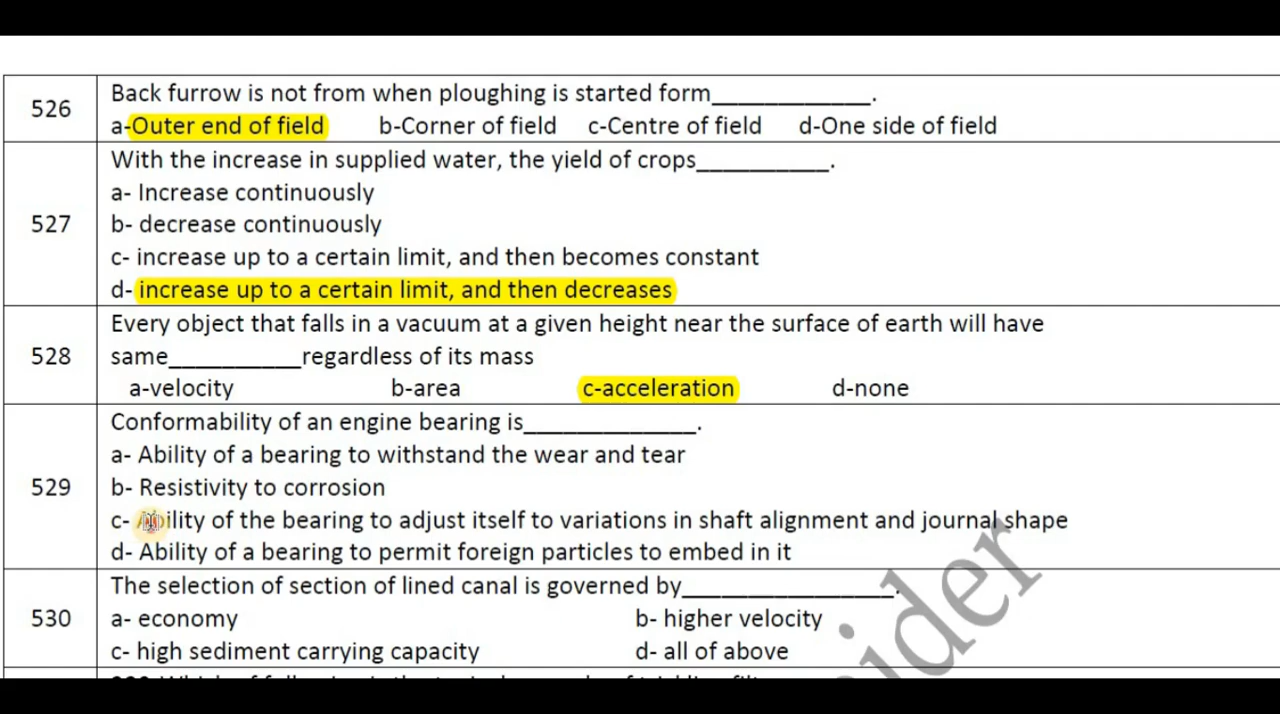 526
Back furrow is not from when ploughing is started form____________.
a-Outer end of field b-Corner of field c-Centre of field d-One side of field
527
With the increase in supplied water, the yield of crops__________.
a- Increase continuously
b- decrease continuously
c- increase up to a certain limit, and then becomes constant
d- increase up to a certain limit, and then decreases
528
Every object that falls in a vacuum at a given height near the surface of earth will have
same__________regardless of its mass
a-velocity b-area c-acceleration d-none
529
Conformability of an engine bearing is_____________.
a- Ability of a bearing to withstand the wear and tear
b- Resistivity to corrosion
c- Ability of the bearing to adjust itself to variations in shaft alignment and journal shape
d- Ability of a bearing to permit foreign particles to embed in it
530
The selection of section of lined canal is governed by________________.
a- economy b- higher velocity
c- high sediment carrying capacity d- all of above